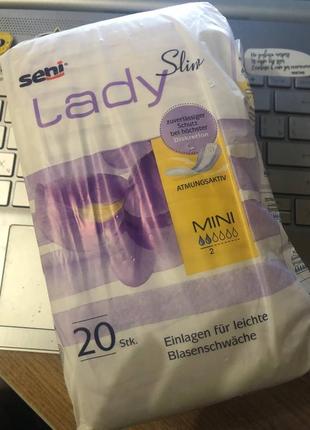 seni
Lady Slim
zuverlässiger
Schutz
bei höchster
Diskretion
ATMUNGSAKTIV
MINI
2
20 Stk.
Einlagen für leichte
Blasenschwäche